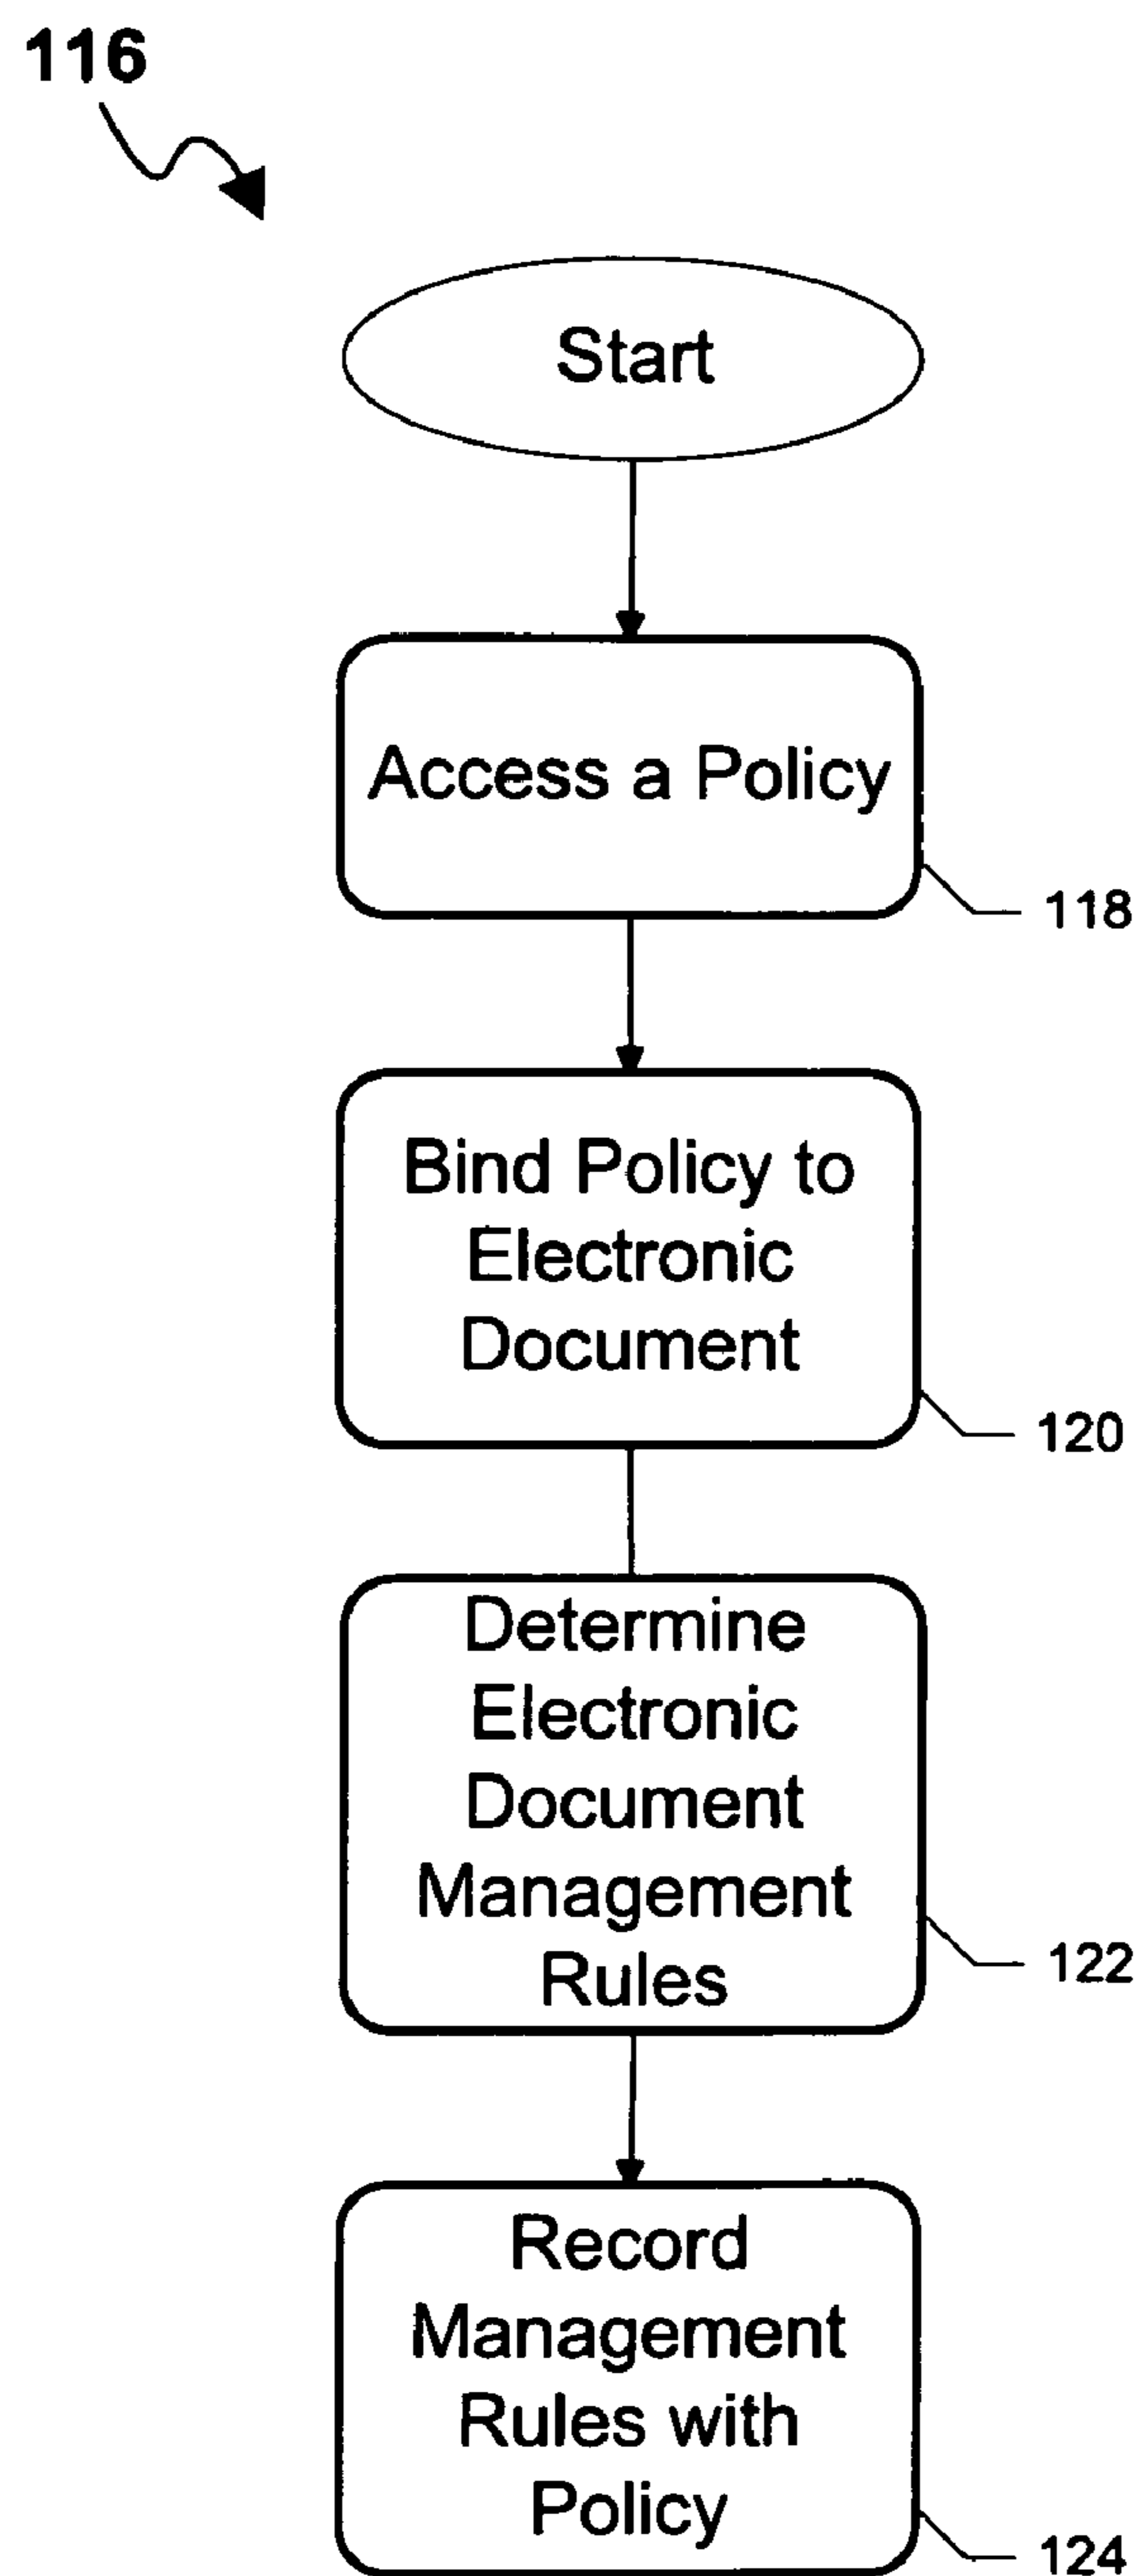 116
Start
Access a Policy
118
Bind Policy to
Electronic
Document
120
Determine
Electronic
Document
Management
Rules
122
Record
Management
Rules with
Policy
124